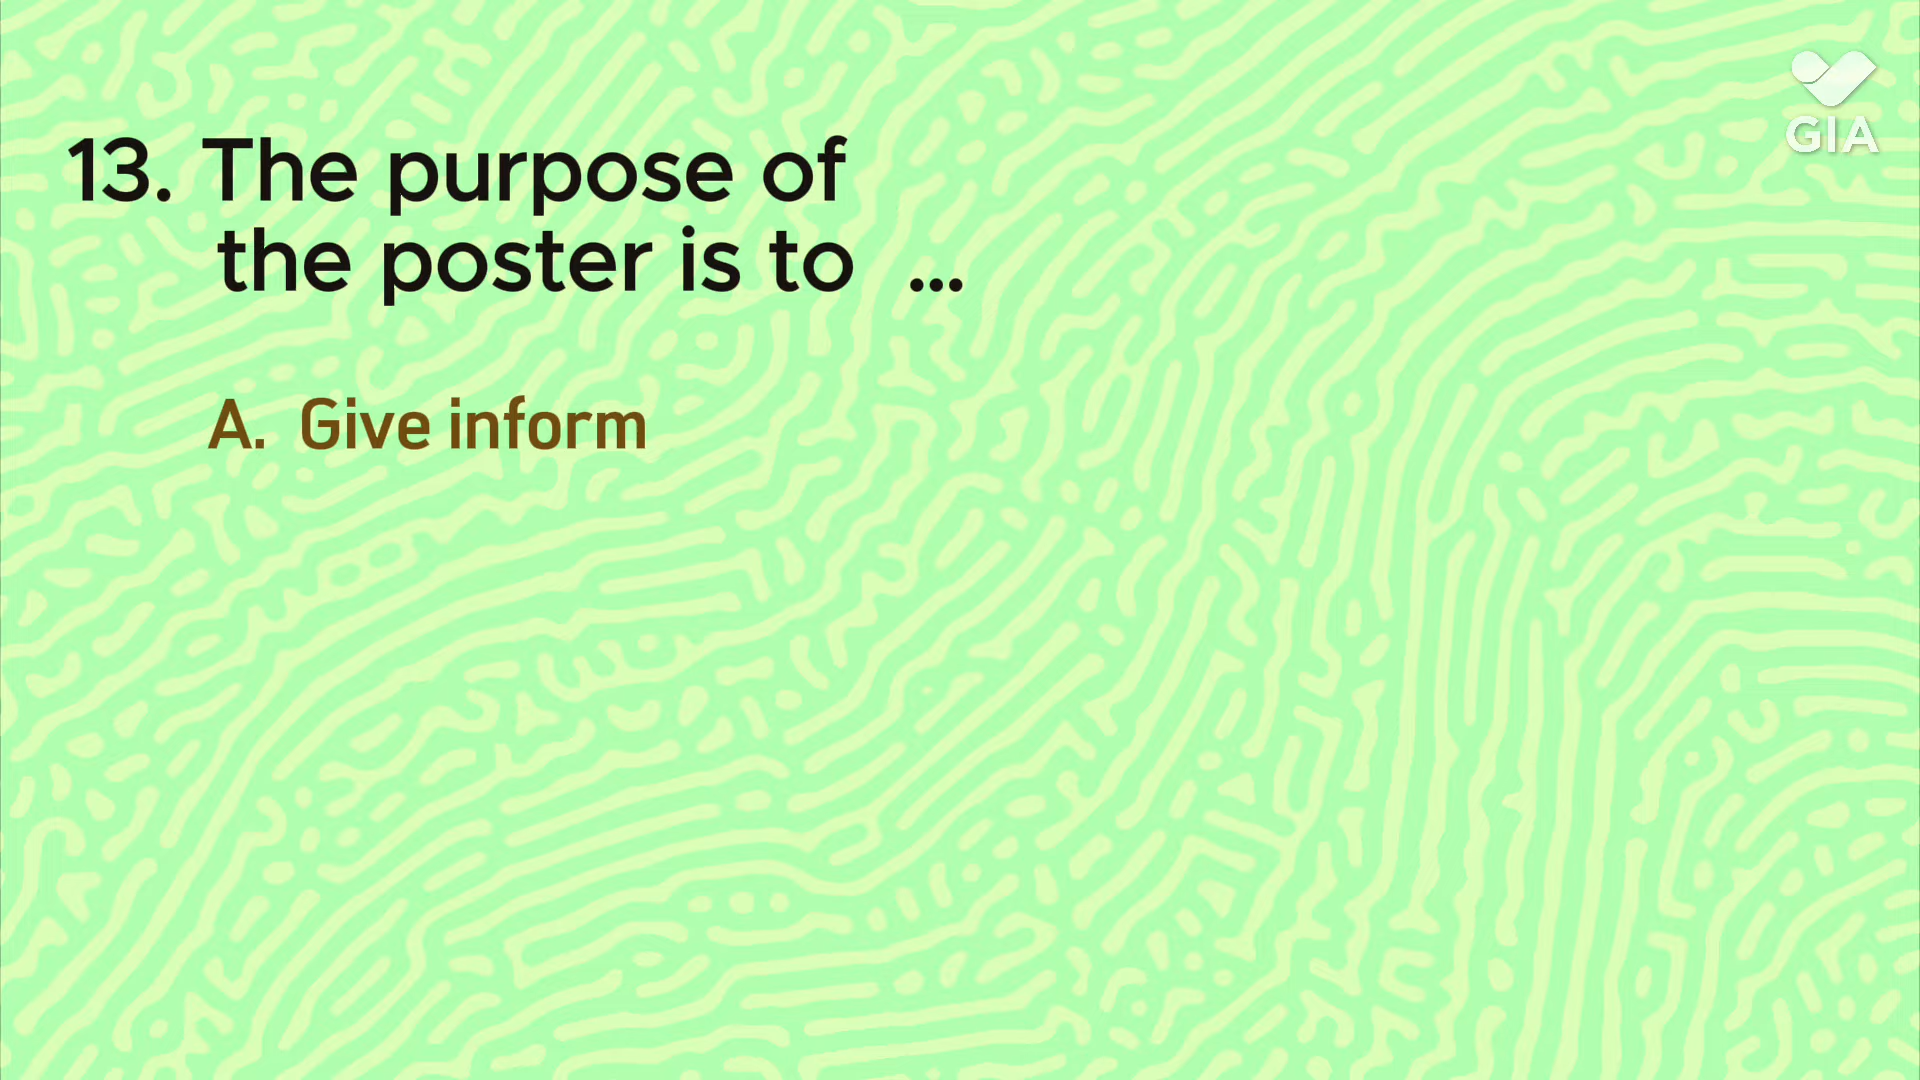 GIA
13. The purpose of
the poster is to ...
A. Give inform